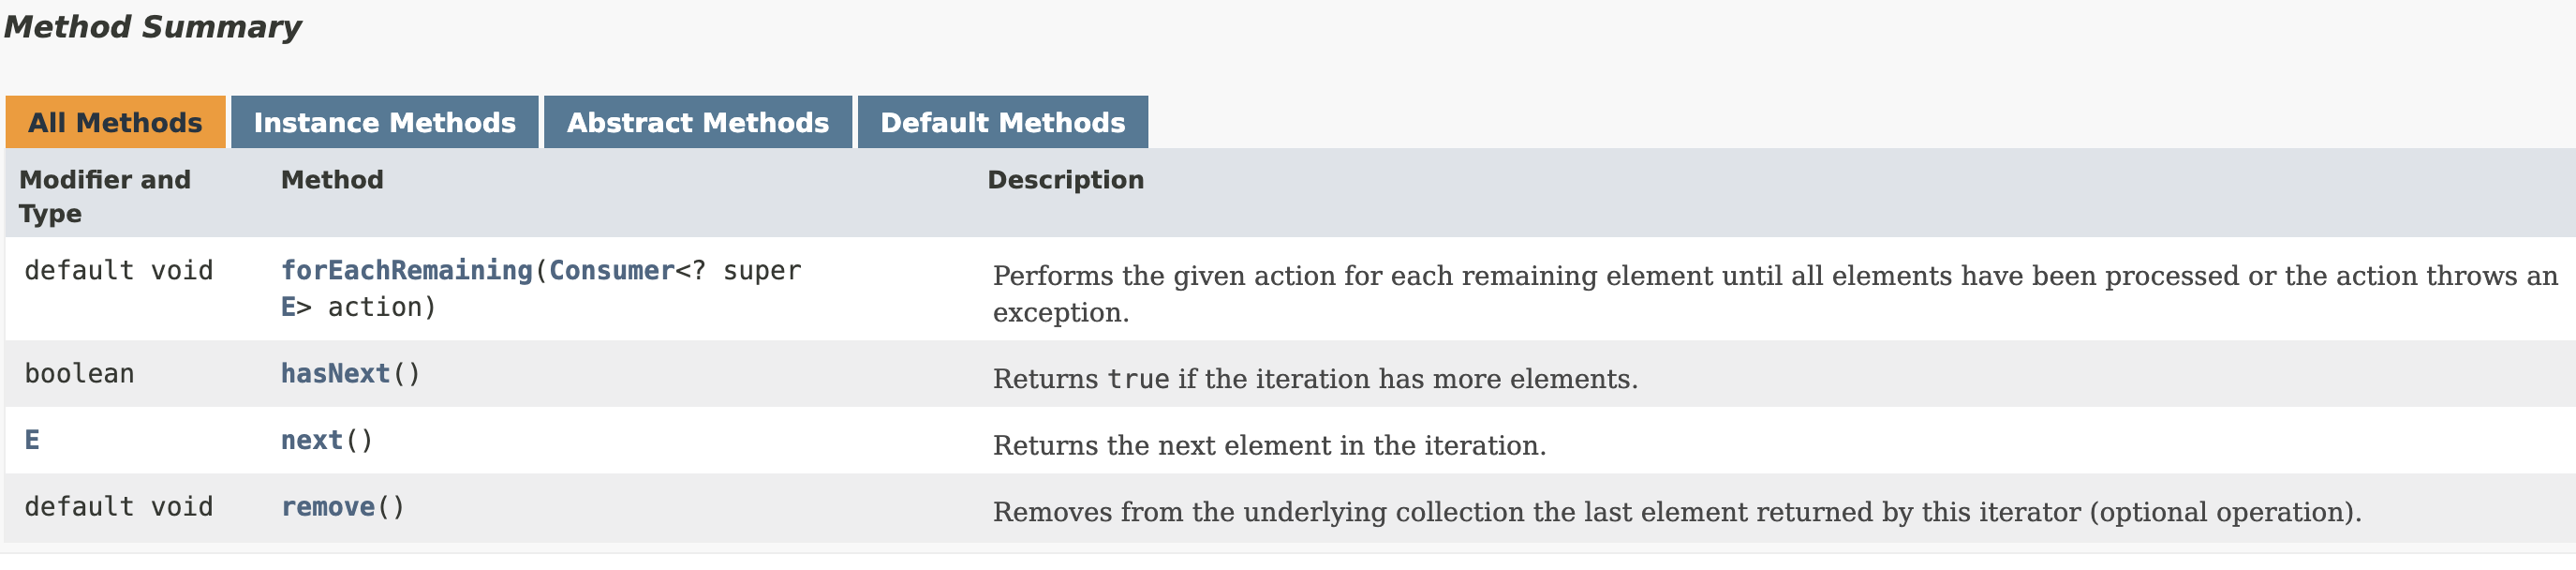 Method Summary
All Methods Instance Methods Abstract Methods Default Methods
Modifier and Type Method Description
default void forEachRemaining(Consumer<? super
E> action) Performs the given action for each remaining element until all elements have been processed or the action throws an
exception.
boolean hasNext() Returns true if the iteration has more elements.
E next() Returns the next element in the iteration.
default void remove() Removes from the underlying collection the last element returned by this iterator (optional operation).